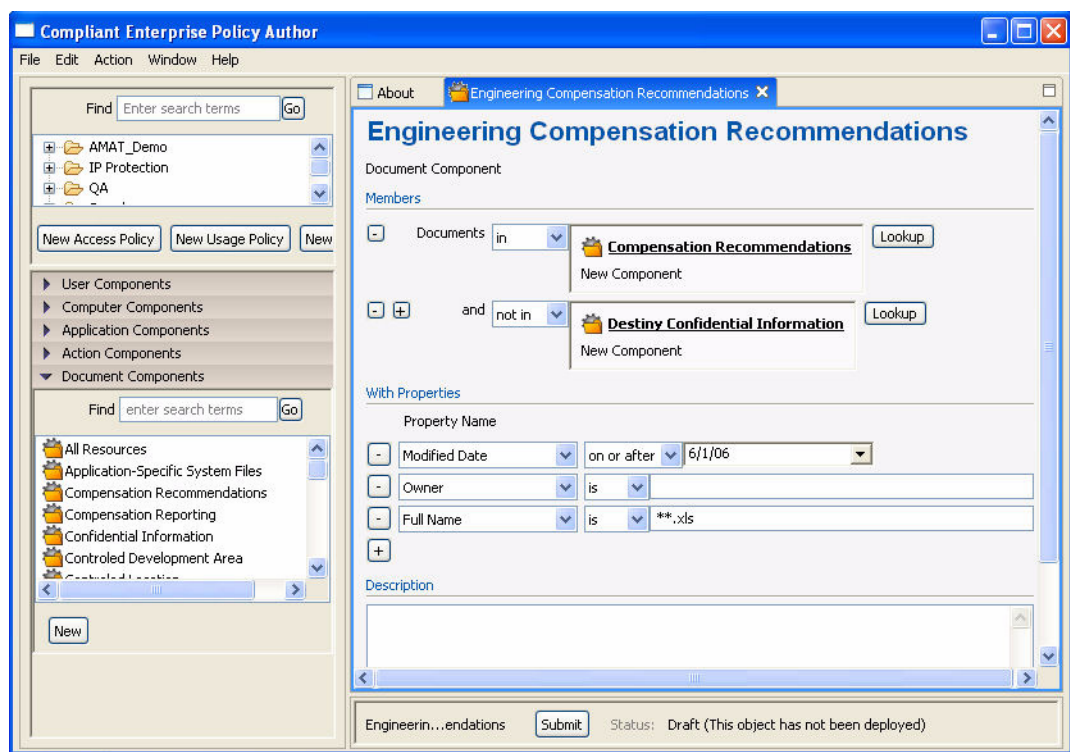 Compliant Enterprise Policy Author
File Edit Action Window Help
Find Enter search terms Go
AMAT_Demo
IP Protection
QA
New Access Policy New Usage Policy New
User Components
Computer Components
Application Components
Action Components
Document Components
Find enter search terms Go
All Resources
Application-Specific System Files
Compensation Recommendations
Compensation Reporting
Confidential Information
Controled Development Area
Controled Location
New
About Engineering Compensation Recommendations
Engineering Compensation Recommendations
Document Component
Members
Documents in Compensation Recommendations Lookup
New Component
and not in Destiny Confidential Information Lookup
New Component
With Properties
Property Name
Modified Date on or after 6/1/06
Owner is
Full Name is **.xls
Description
Engineerin...endations Submit Status: Draft (This object has not been deployed)